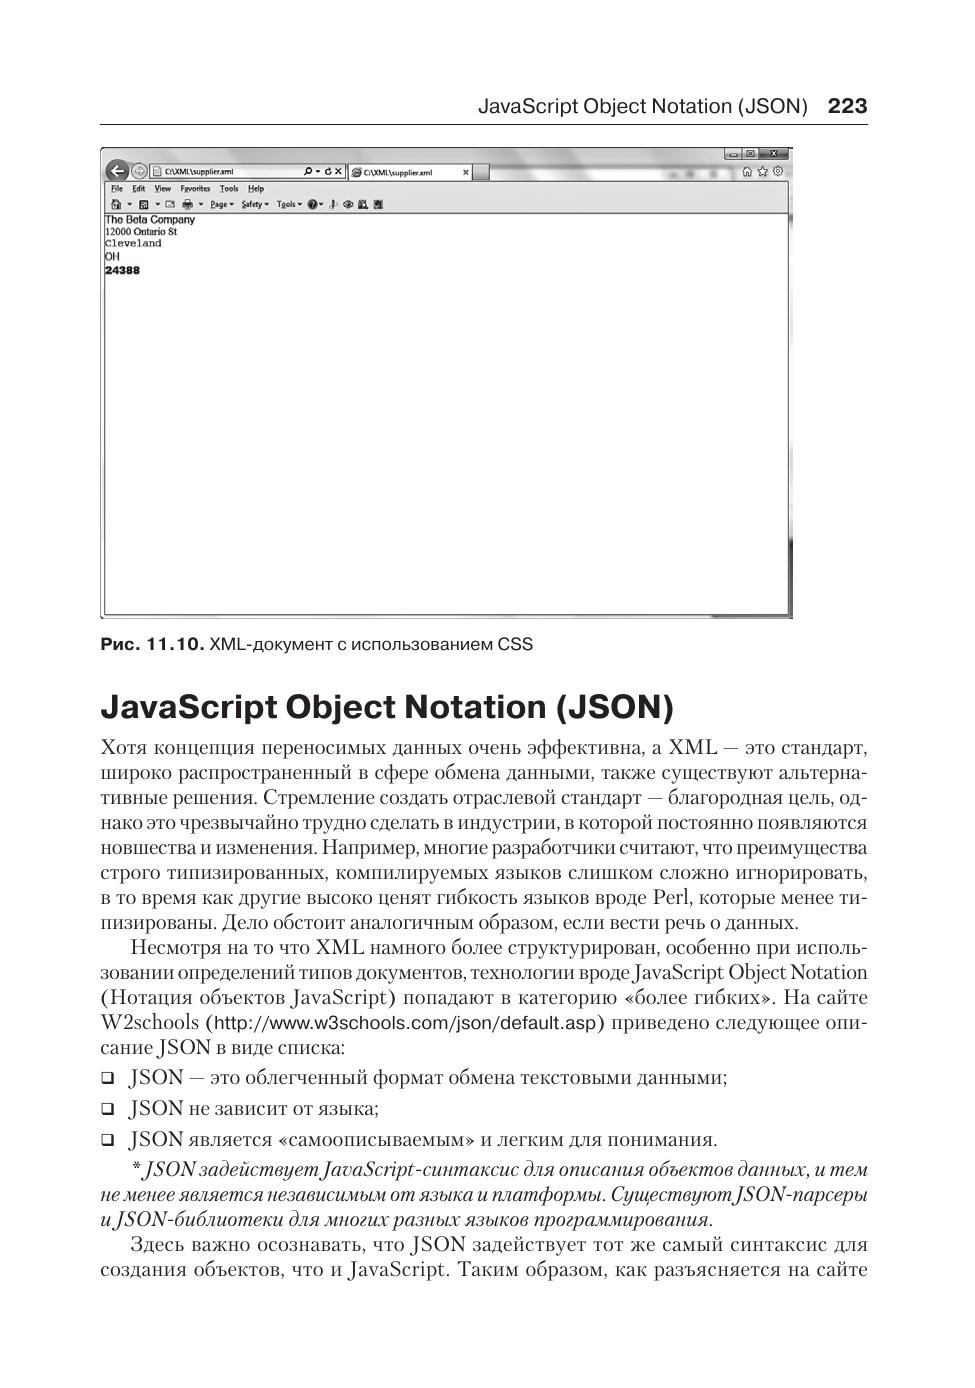 JavaScript Object Notation (JSON) 223
C:\XML\supplier.xml
C:\XML\supplier.xml
File Edit View Favorites Tools Help
Page Safety Tools
The Beta Company
12000 Ontario St
Cleveland
OH
24388
Рис. 11.10. XML-документ с использованием CSS
JavaScript Object Notation (JSON)
Хотя концепция переносимых данных очень эффективна, а XML — это стандарт,
широко распространенный в сфере обмена данными, также существуют альтерна-
тивные решения. Стремление создать отраслевой стандарт — благородная цель, од-
нако это чрезвычайно трудно сделать в индустрии, в которой постоянно появляются
новшества и изменения. Например, многие разработчики считают, что преимущества
строго типизированных, компилируемых языков слишком сложно игнорировать,
в то время как другие высоко ценят гибкость языков вроде Perl, которые менее ти-
пизированы. Дело обстоит аналогичным образом, если вести речь о данных.
Несмотря на то что XML намного более структурирован, особенно при исполь-
зовании определений типов документов, технологии вроде JavaScript Object Notation
(Нотация объектов JavaScript) попадают в категорию «более гибких». На сайте
W2schools (http://www.w3schools.com/json/default.asp) приведено следующее опи-
сание JSON в виде списка:
❑ JSON — это облегченный формат обмена текстовыми данными;
❑ JSON не зависит от языка;
❑ JSON является «самоописываемым» и легким для понимания.
* JSON задействует JavaScript-синтаксис для описания объектов данных, и тем
не менее является независимым от языка и платформы. Существуют JSON-парсеры
и JSON-библиотеки для многих разных языков программирования.
Здесь важно осознавать, что JSON задействует тот же самый синтаксис для
создания объектов, что и JavaScript. Таким образом, как разъясняется на сайте